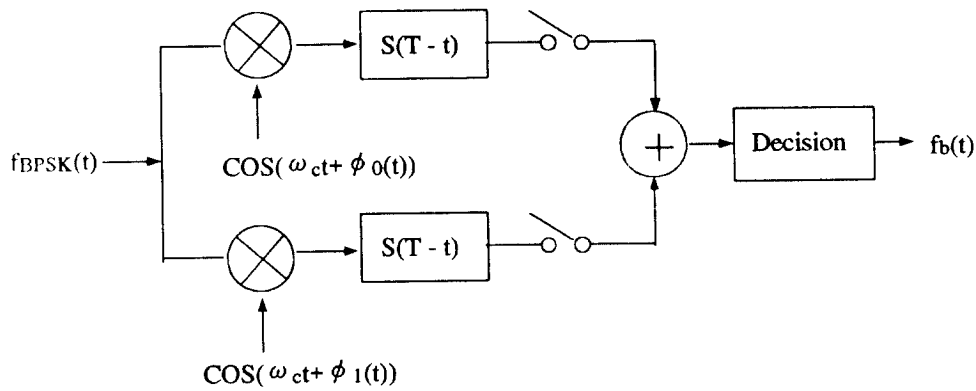 S(T - t)
fBPSK(t)
COS(ωct+ ϕ0(t))
Decision
fb(t)
S(T - t)
COS(ωct+ ϕ1(t))
+